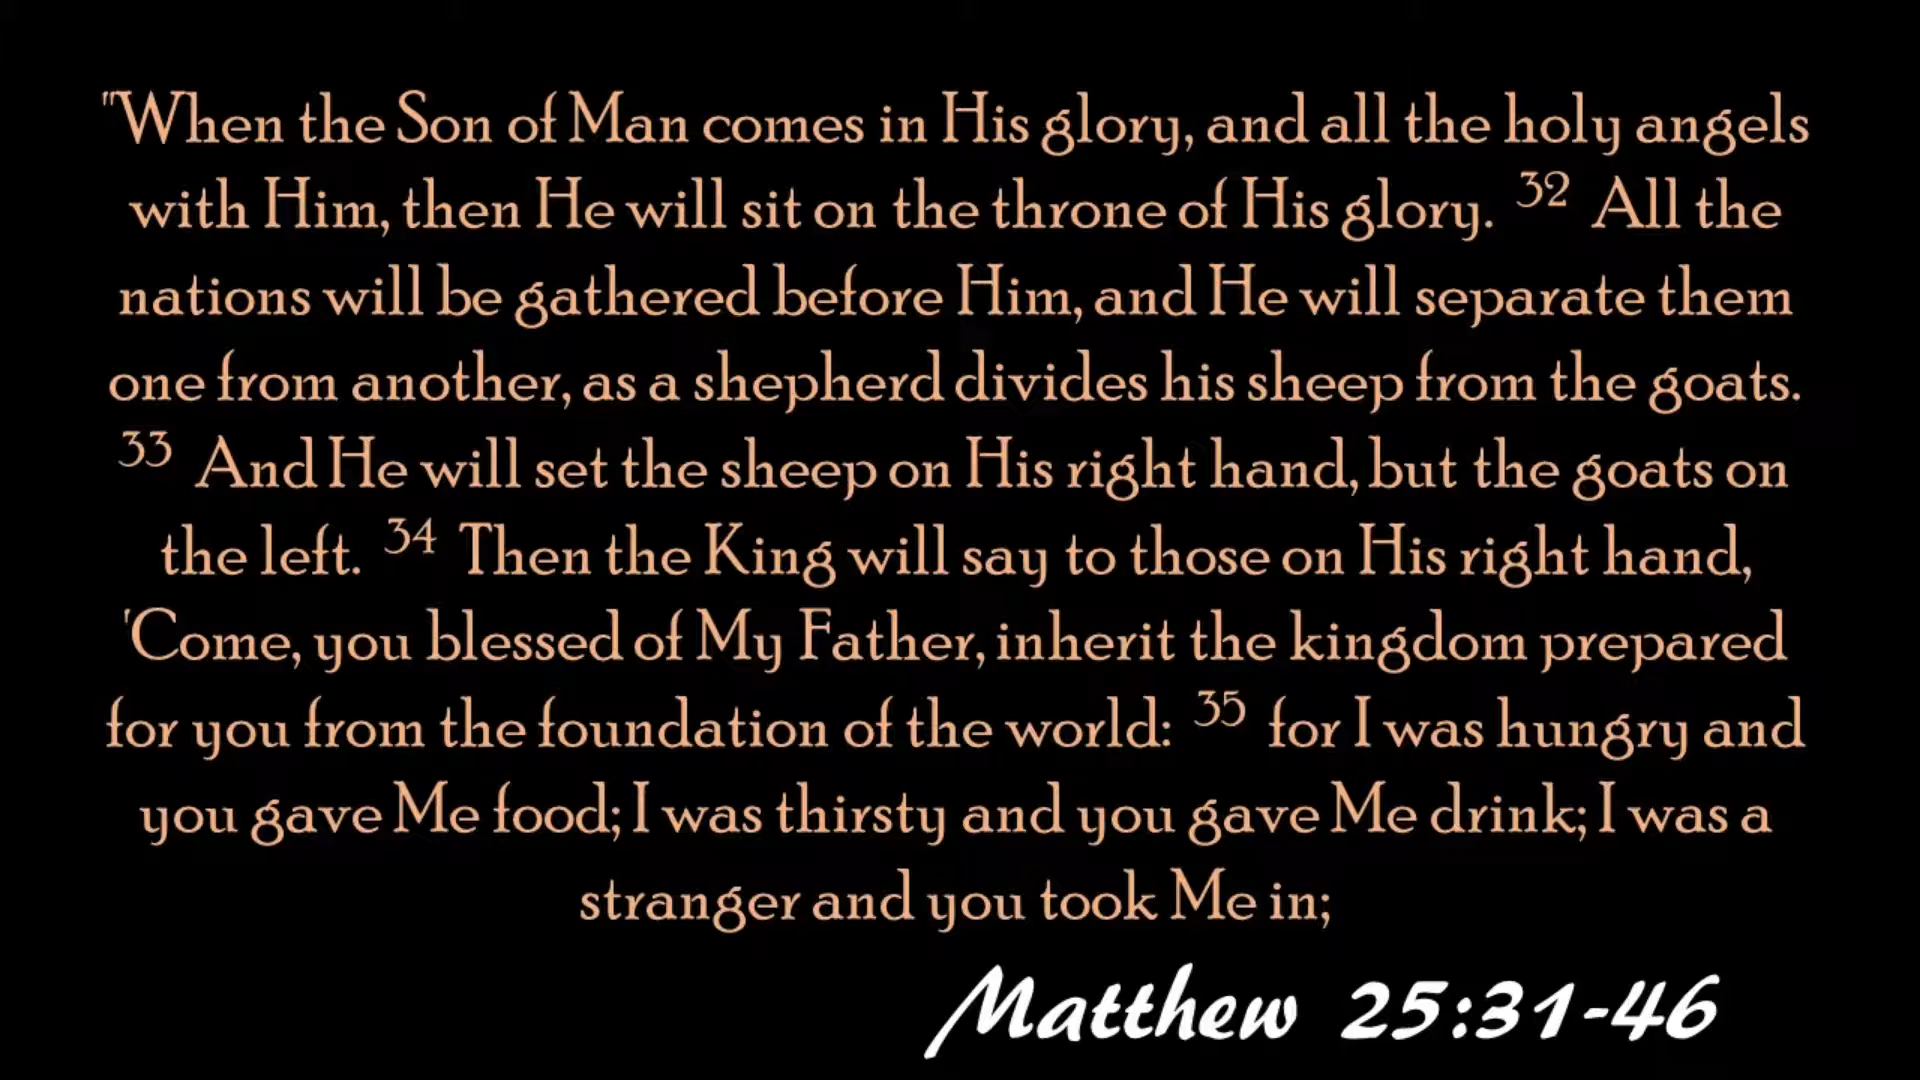 "When the Son of Man comes in His glory, and all the holy angels
with Him, then He will sit on the throne of His glory. 32 All the
nations will be gathered before Him, and He will separate them
one from another, as a shepherd divides his sheep from the goats.
33 And He will set the sheep on His right hand, but the goats on
the left. 34 Then the King will say to those on His right hand,
'Come, you blessed of My Father, inherit the kingdom prepared
for you from the foundation of the world: 35 for I was hungry and
you gave Me food; I was thirsty and you gave Me drink; I was a
stranger and you took Me in;
Matthew 25:31-46